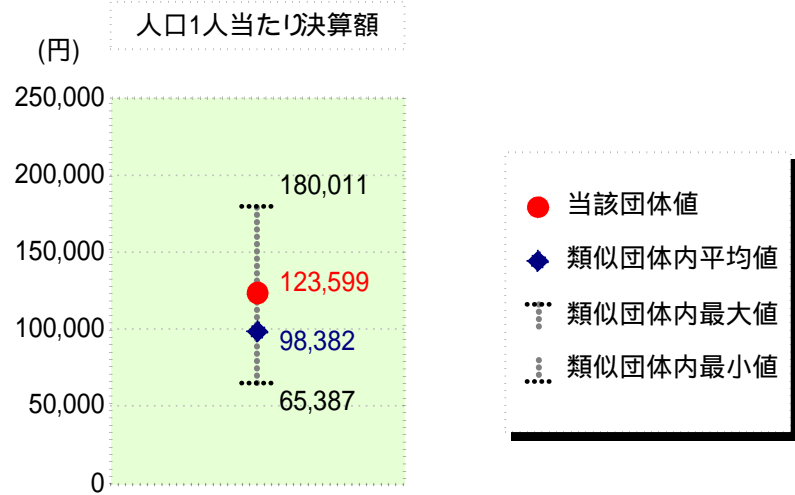 人口1人当たり決算額
(円)
250,000
200,000
150,000
100,000
50,000
0
180,011
123,599
98,382
65,387
当該団体値
類似団体内平均値
類似団体内最大値
類似団体内最小値